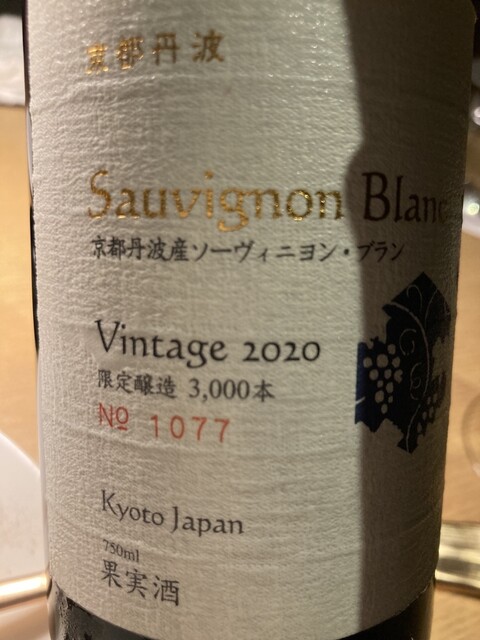 京都丹波
Sauvignon Blanc
京都丹波産ソーヴィニヨン・ブラン
Vintage 2020
限定醸造 3,000本
No 1077
Kyoto Japan
750ml
果実酒